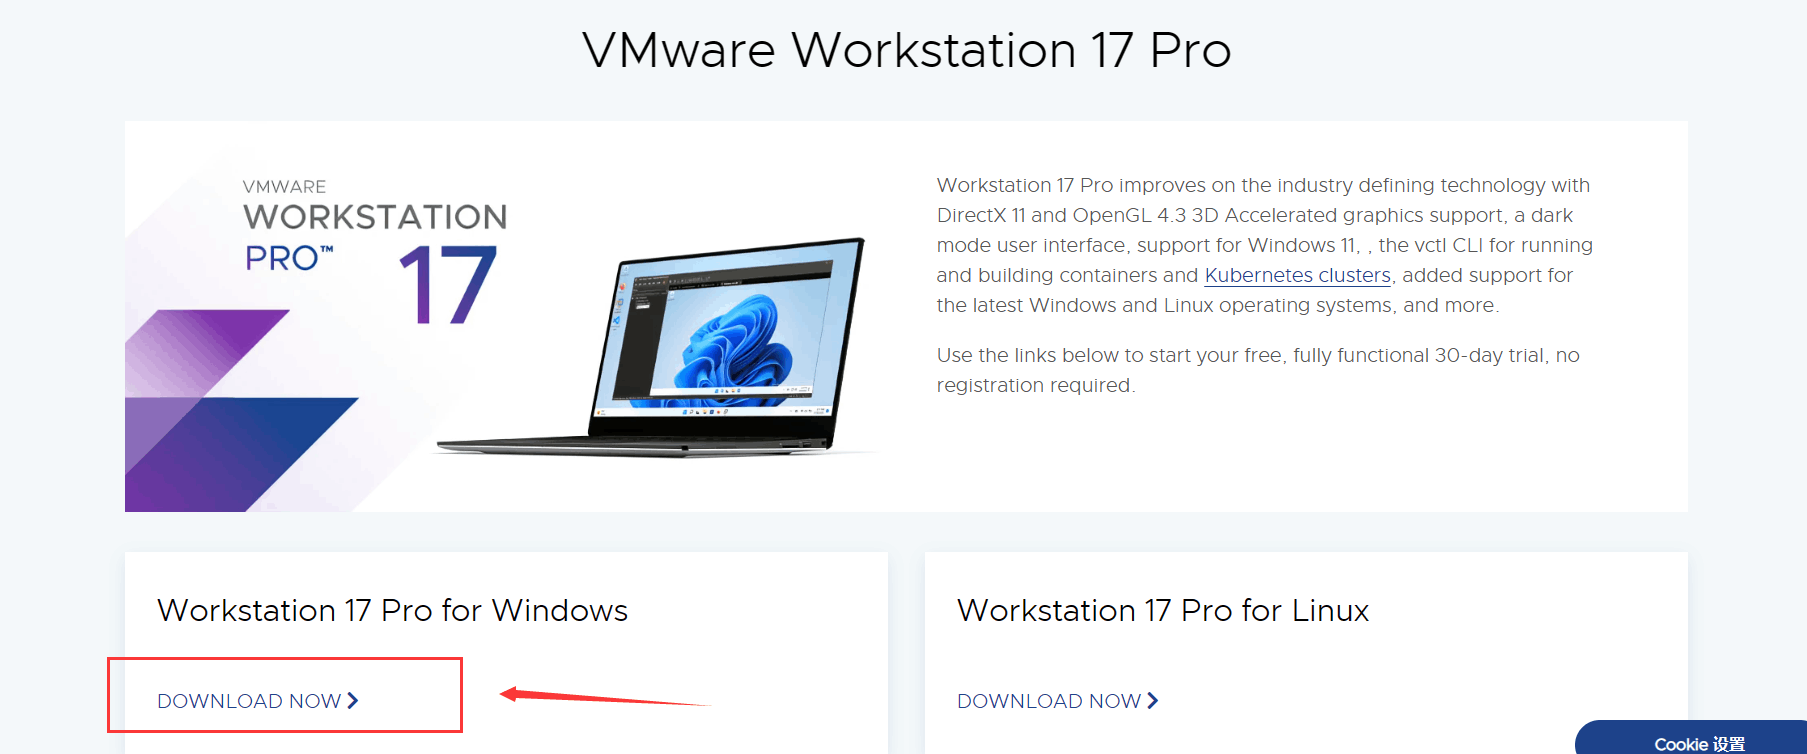 VMware Workstation 17 Pro
VMWARE
WORKSTATION
PRO™ 17
Workstation 17 Pro improves on the industry defining technology with
DirectX 11 and OpenGL 4.3 3D Accelerated graphics support, a dark
mode user interface, support for Windows 11, , the vctl CLI for running
and building containers and Kubernetes clusters, added support for
the latest Windows and Linux operating systems, and more.
Use the links below to start your free, fully functional 30-day trial, no
registration required.
Workstation 17 Pro for Windows
DOWNLOAD NOW
Workstation 17 Pro for Linux
DOWNLOAD NOW
Cookie 设置